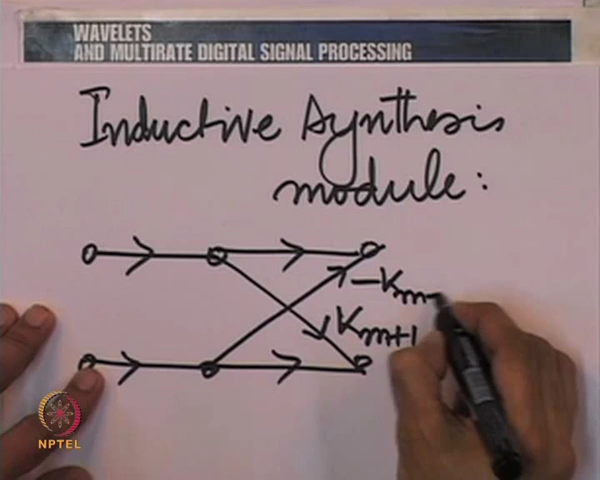 WAVELETS
AND MULTIRATE DIGITAL SIGNAL PROCESSING
Inductive synthesis
module:
-Km-
Km+1
NPTEL